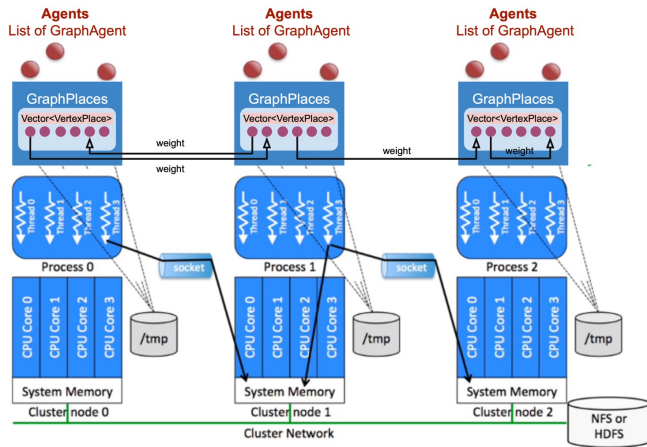 Agents
List of GraphAgent
Agents
List of GraphAgent
Agents
List of GraphAgent
GraphPlaces
Vector<VertexPlace>
GraphPlaces
Vector<VertexPlace>
GraphPlaces
Vector<VertexPlace>
weight
weight
weight
weight
Thread 0
Thread 1
Thread 2
Thread 3
Thread 0
Thread 1
Thread 2
Thread 3
Thread 0
Thread 1
Thread 2
Thread 3
Process 0
socket
Process 1
socket
Process 2
CPU Core 0
CPU Core 1
CPU Core 2
CPU Core 3
/tmp
CPU Core 0
CPU Core 1
CPU Core 2
CPU Core 3
/tmp
CPU Core 0
CPU Core 1
CPU Core 2
CPU Core 3
/tmp
System Memory
System Memory
System Memory
Cluster node 0
Cluster node 1
Cluster node 2
Cluster Network
NFS or
HDFS